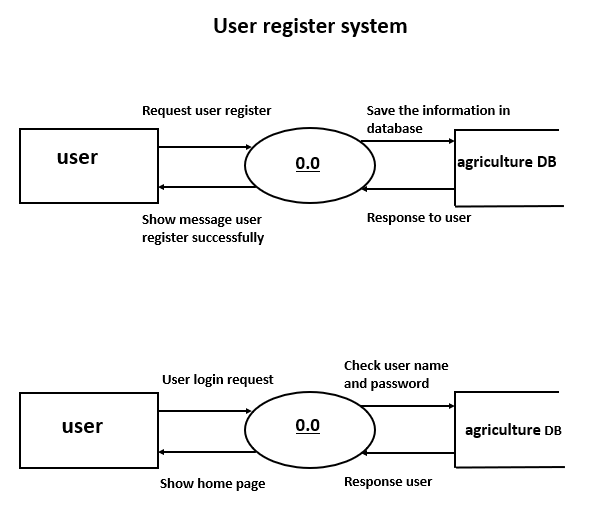 User register system
Request user register
Save the information in
database
user
0.0
agriculture DB
Show message user
register successfully
Response to user
User login request
Check user name
and password
user
0.0
agriculture DB
Show home page
Response user